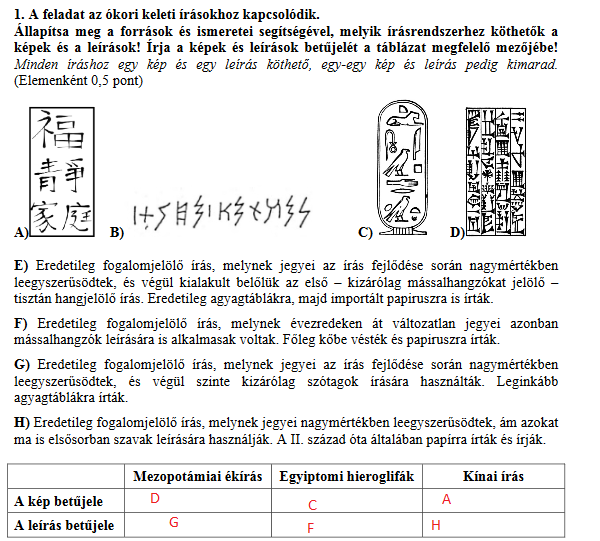 1. A feladat az ókori keleti írásokhoz kapcsolódik.
Állapítsa meg a források és ismeretei segítségével, melyik írásrendszerhez köthetők a
képek és a leírások! Írja a képek és leírások betűjelét a táblázat megfelelő mezőjébe!
Minden íráshoz egy kép és egy leírás köthető, egy-egy kép és leírás pedig kimarad.
(Elemenként 0,5 pont)
福
青爭
家庭
A) B) C) D)
E) Eredetileg fogalomjelölő írás, melynek jegyei az írás fejlődése során nagymértékben
leegyszerüsödtek, és végül kialakult belőlük az első – kizárólag mássalhangzókat jelölő –
tisztán hangjelölő írás. Eredetileg agyagtáblákra, majd importált papiruszra is írták.
F) Eredetileg fogalomjelölő írás, melynek évezredeken át változatlan jegyei azonban
mássalhangzók leírására is alkalmasak voltak. Főleg kőbe vésték és papiruszra írták.
G) Eredetileg fogalomjelölő írás, melynek jegyei az írás fejlődése során nagymértékben
leegyszerüsödtek, és végül szinte kizárólag szótagok írására használták. Leginkább
agyagtáblákra írták.
H) Eredetileg fogalomjelölő írás, melynek jegyei nagymértékben leegyszerűsödtek, ám azokat
ma is elsősorban szavak leírására használják. A II. század óta általában papírra írták és írják.
Mezopotámiai ékírás Egyiptomi hieroglifák Kínai írás
A kép betűjele D C A
A leírás betűjele G F H